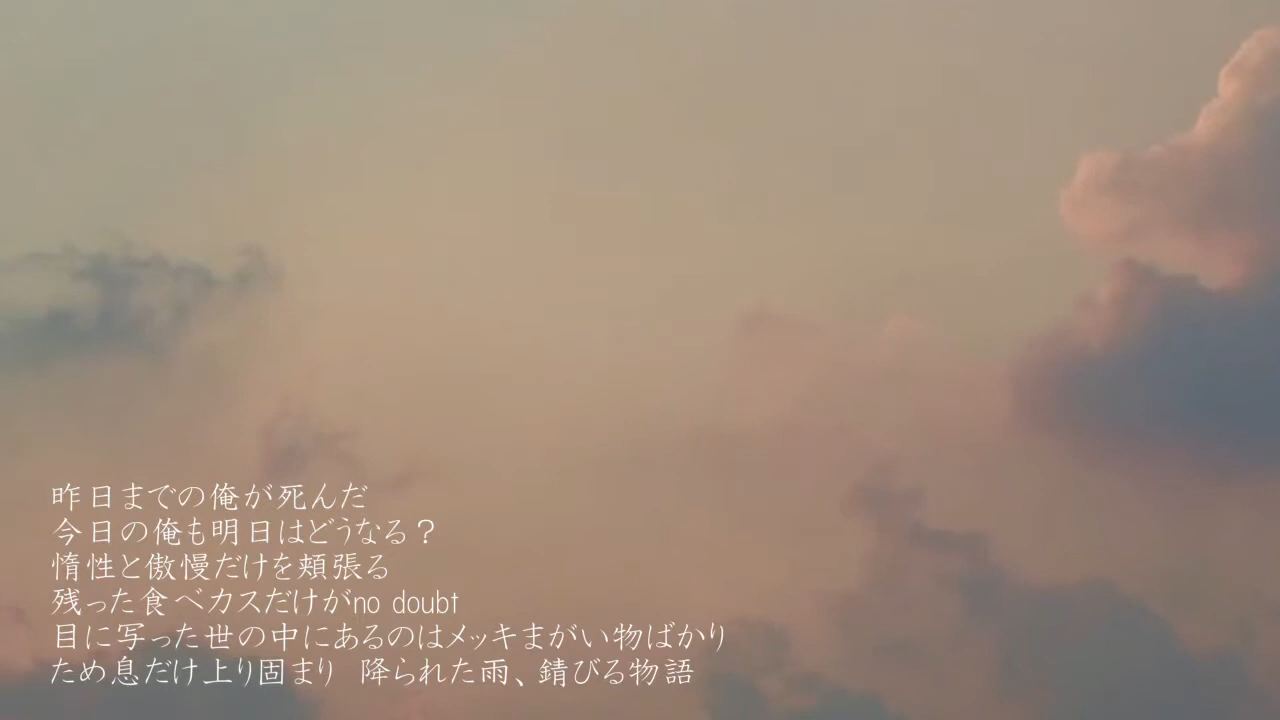 昨日までの俺が死んだ
今日の俺も明日はどうなる？
惰性と傲慢だけを頬張る
残った食べカスだけがno doubt
目に写った世の中にあるのはメッキまがい物ばかり
ため息だけ上り固まり　降られた雨、錆びる物語